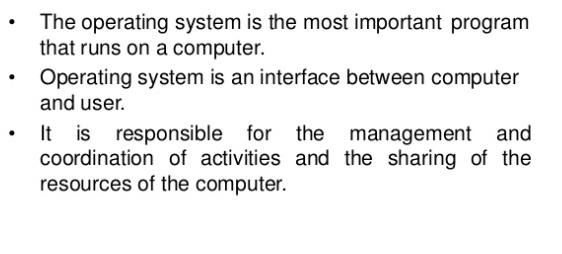 • The operating system is the most important program
that runs on a computer.
• Operating system is an interface between computer
and user.
• It is responsible for the management and
coordination of activities and the sharing of the
resources of the computer.